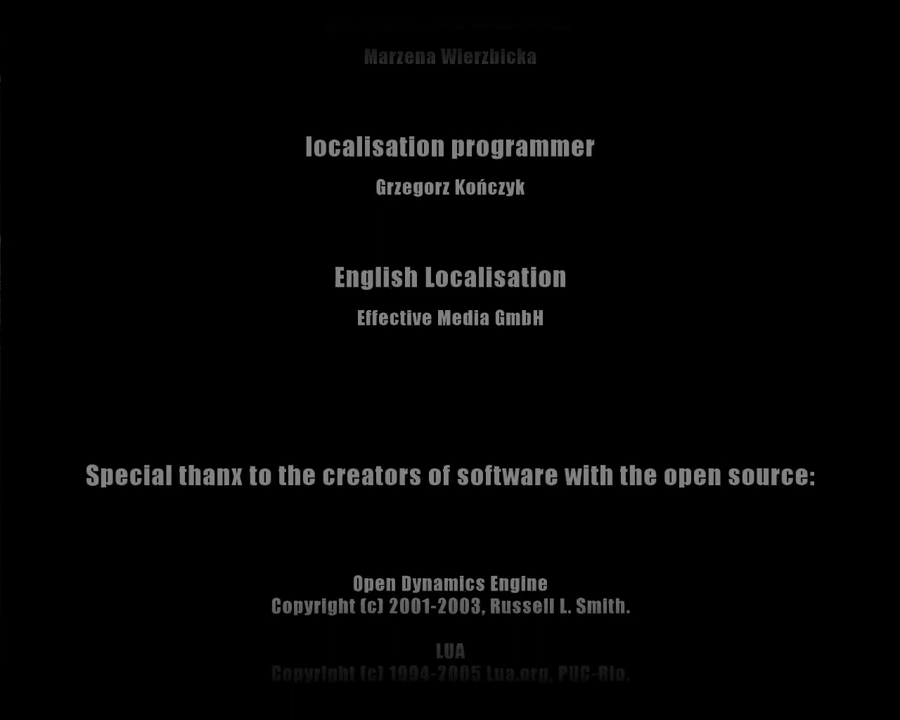 Marzena Wierzbicka
localisation programmer
Grzegorz Kończyk
English Localisation
Effective Media GmbH
Special thanx to the creators of software with the open source:
Open Dynamics Engine
Copyright (c) 2001-2003, Russell L. Smith.
LUA
Copyright (c) 1994-2005 Lua.org, PUC-Rio.